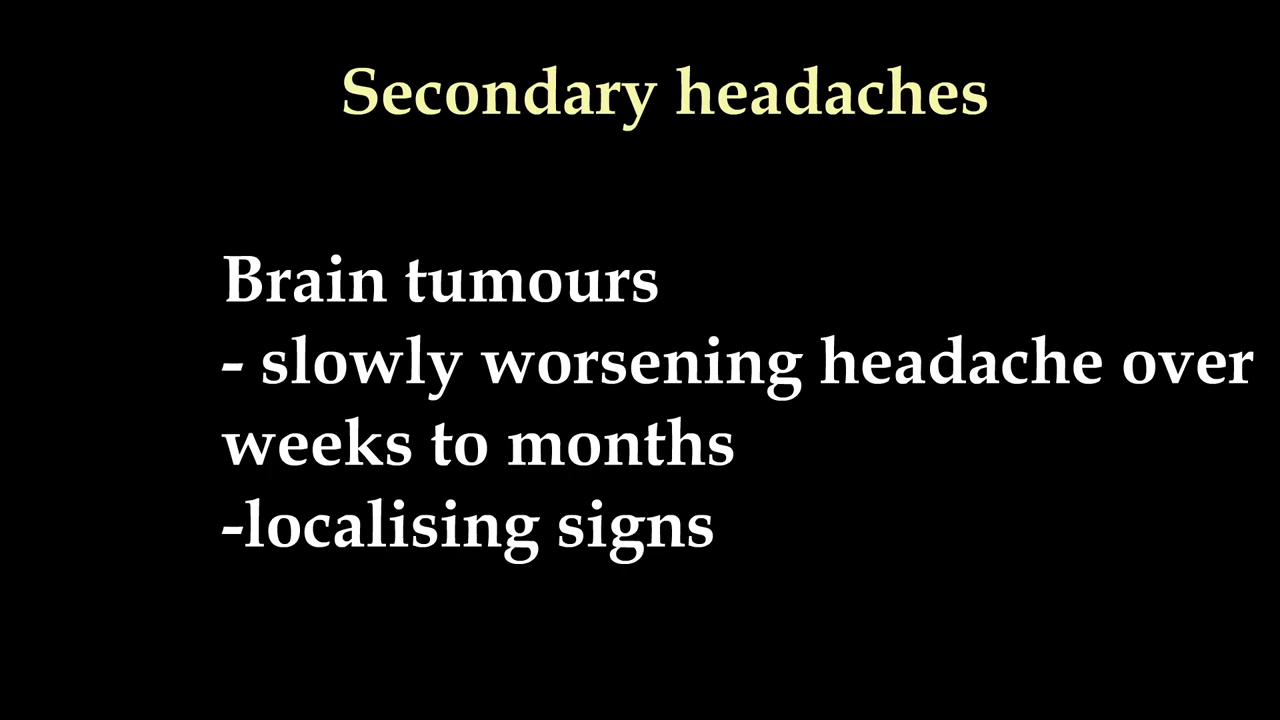 Secondary headaches
Brain tumours
- slowly worsening headache over
weeks to months
-localising signs